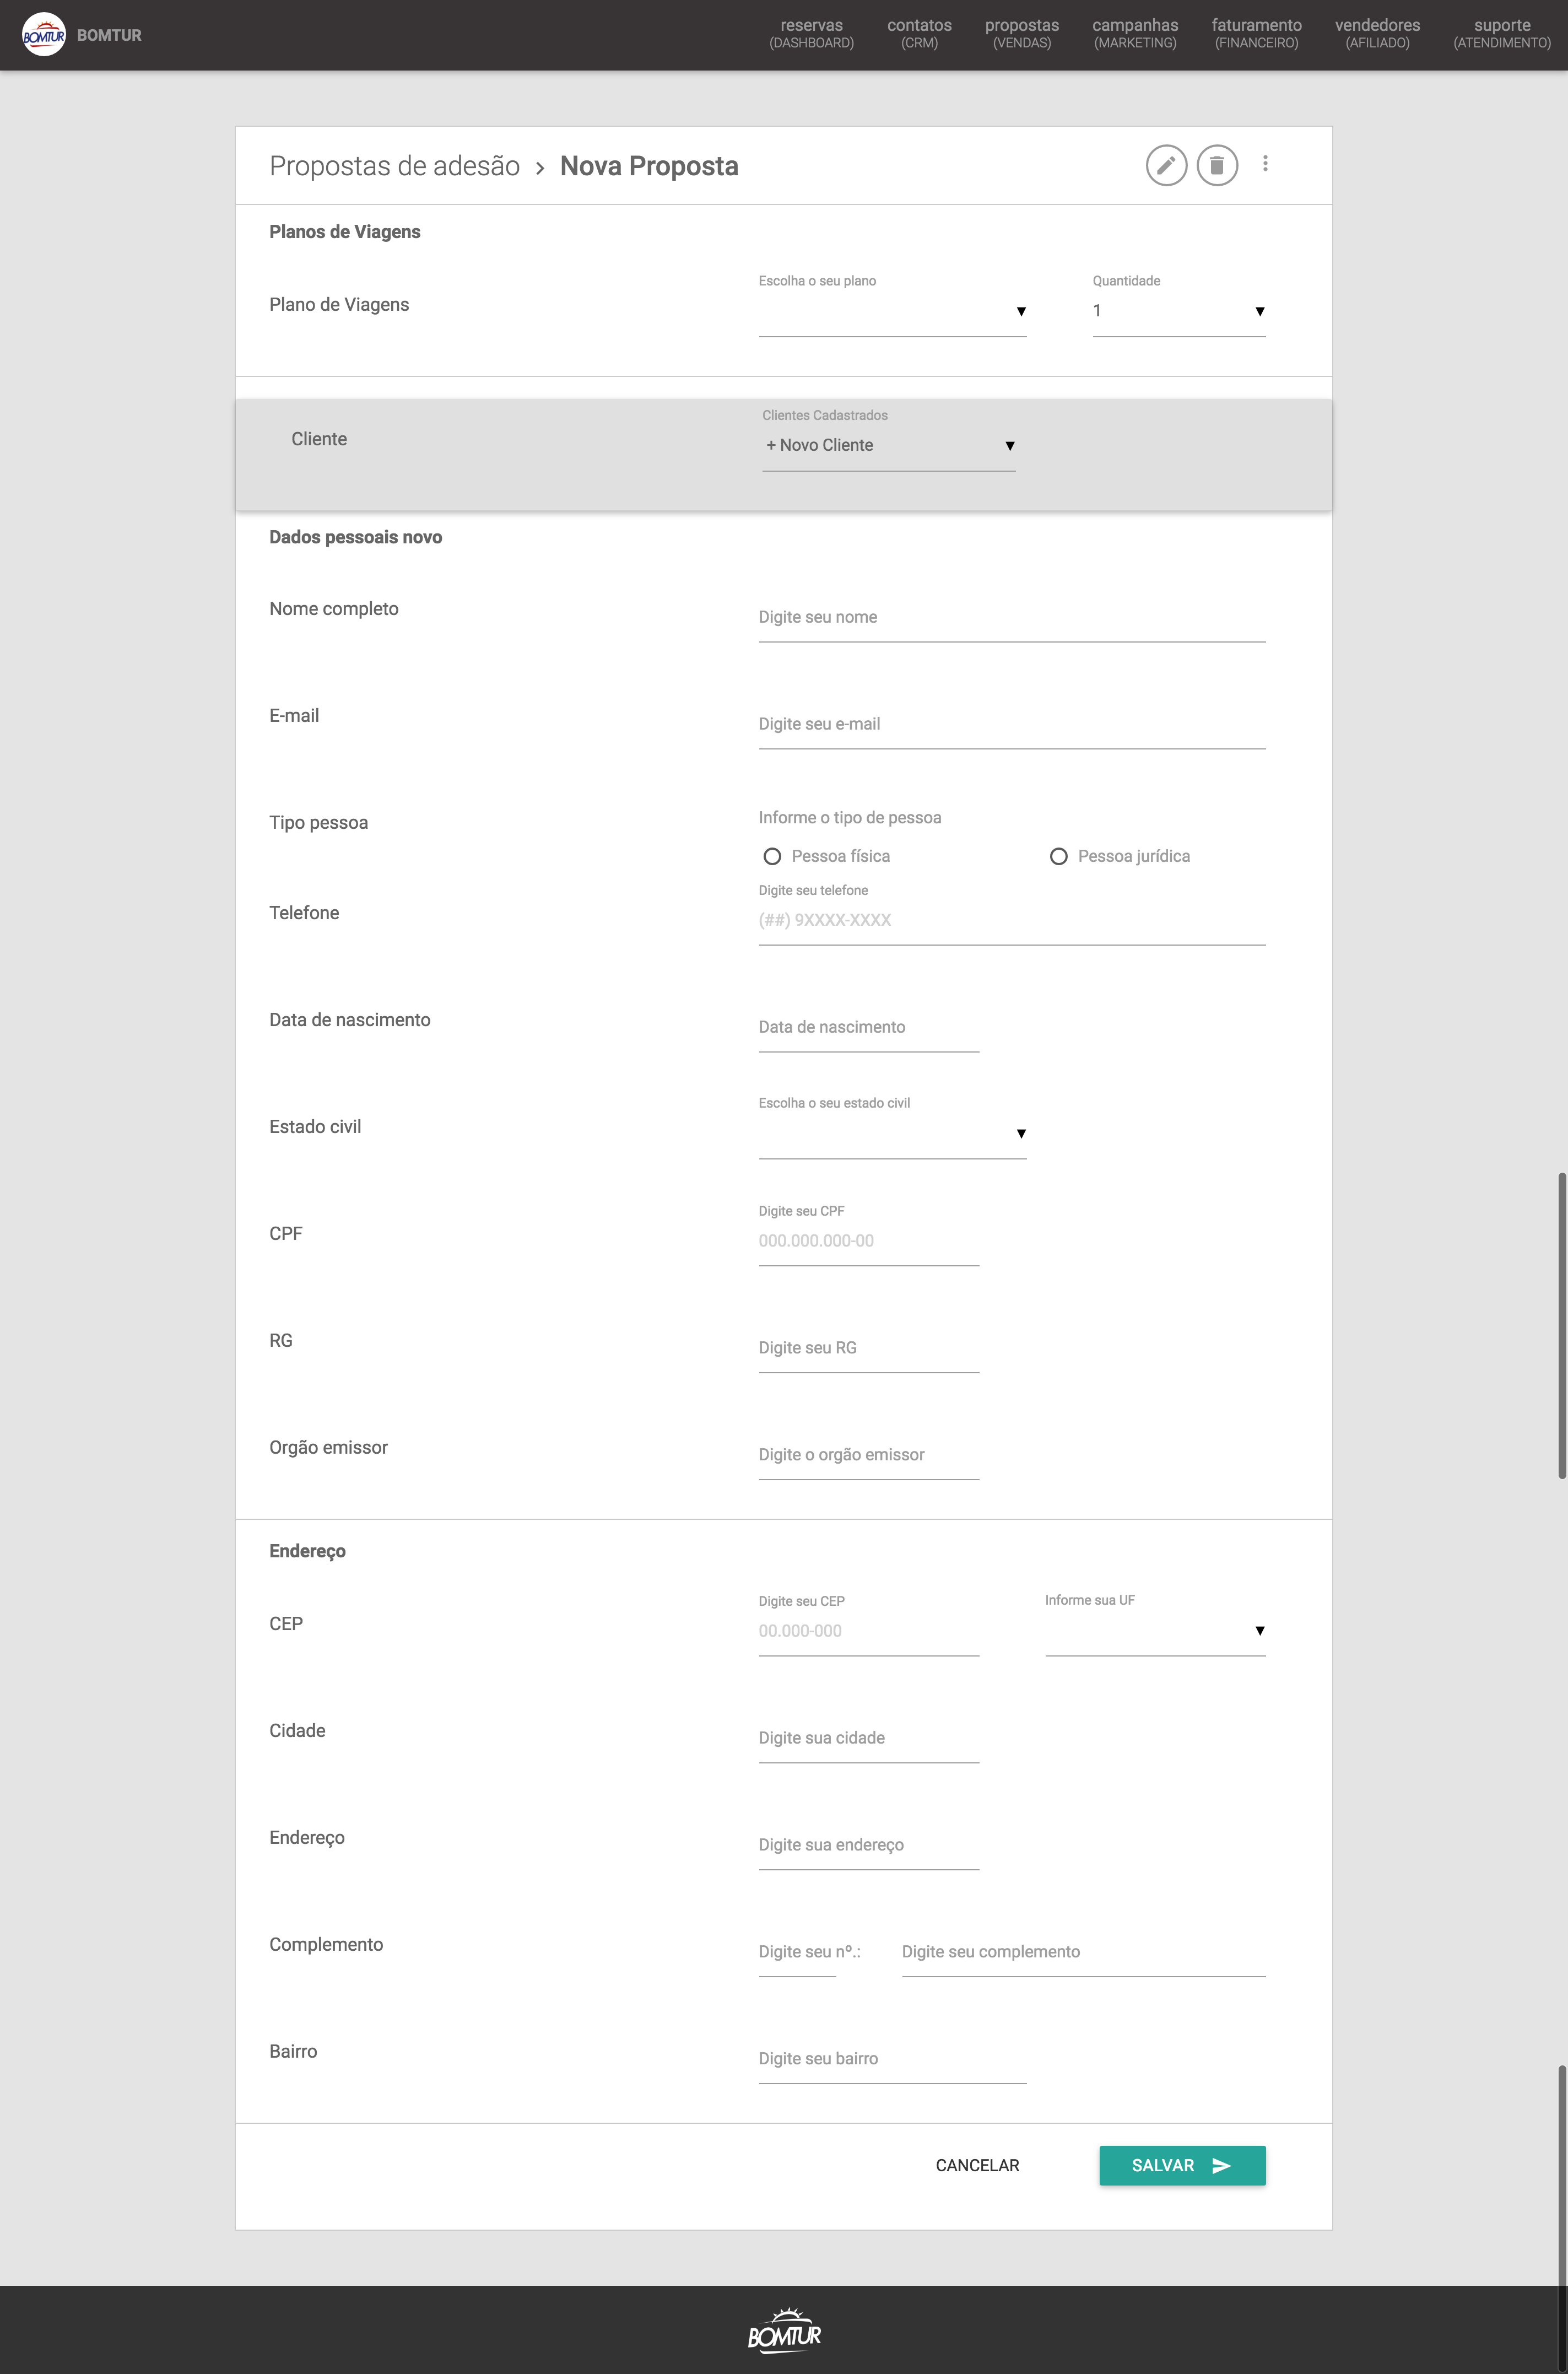 BOMTUR BOMTUR
reservas contatos propostas campanhas faturamento vendedores suporte
(DASHBOARD) (CRM) (VENDAS) (MARKETING) (FINANCEIRO) (AFILIADO) (ATENDIMENTO)
Propostas de adesão › Nova Proposta
Planos de Viagens
Escolha o seu plano Quantidade
Plano de Viagens
1
Clientes Cadastrados
Cliente
+ Novo Cliente
Dados pessoais novo
Nome completo
Digite seu nome
E-mail
Digite seu e-mail
Tipo pessoa
Informe o tipo de pessoa
Pessoa física Pessoa jurídica
Digite seu telefone
Telefone
(##) 9XXXX-XXXX
Data de nascimento
Data de nascimento
Escolha o seu estado civil
Estado civil
Digite seu CPF
CPF
000.000.000-00
RG
Digite seu RG
Orgão emissor
Digite o orgão emissor
Endereço
Digite seu CEP Informe sua UF
CEP
00.000-000
Cidade
Digite sua cidade
Endereço
Digite sua endereço
Complemento
Digite seu nº.: Digite seu complemento
Bairro
Digite seu bairro
CANCELAR SALVAR
BOMTUR